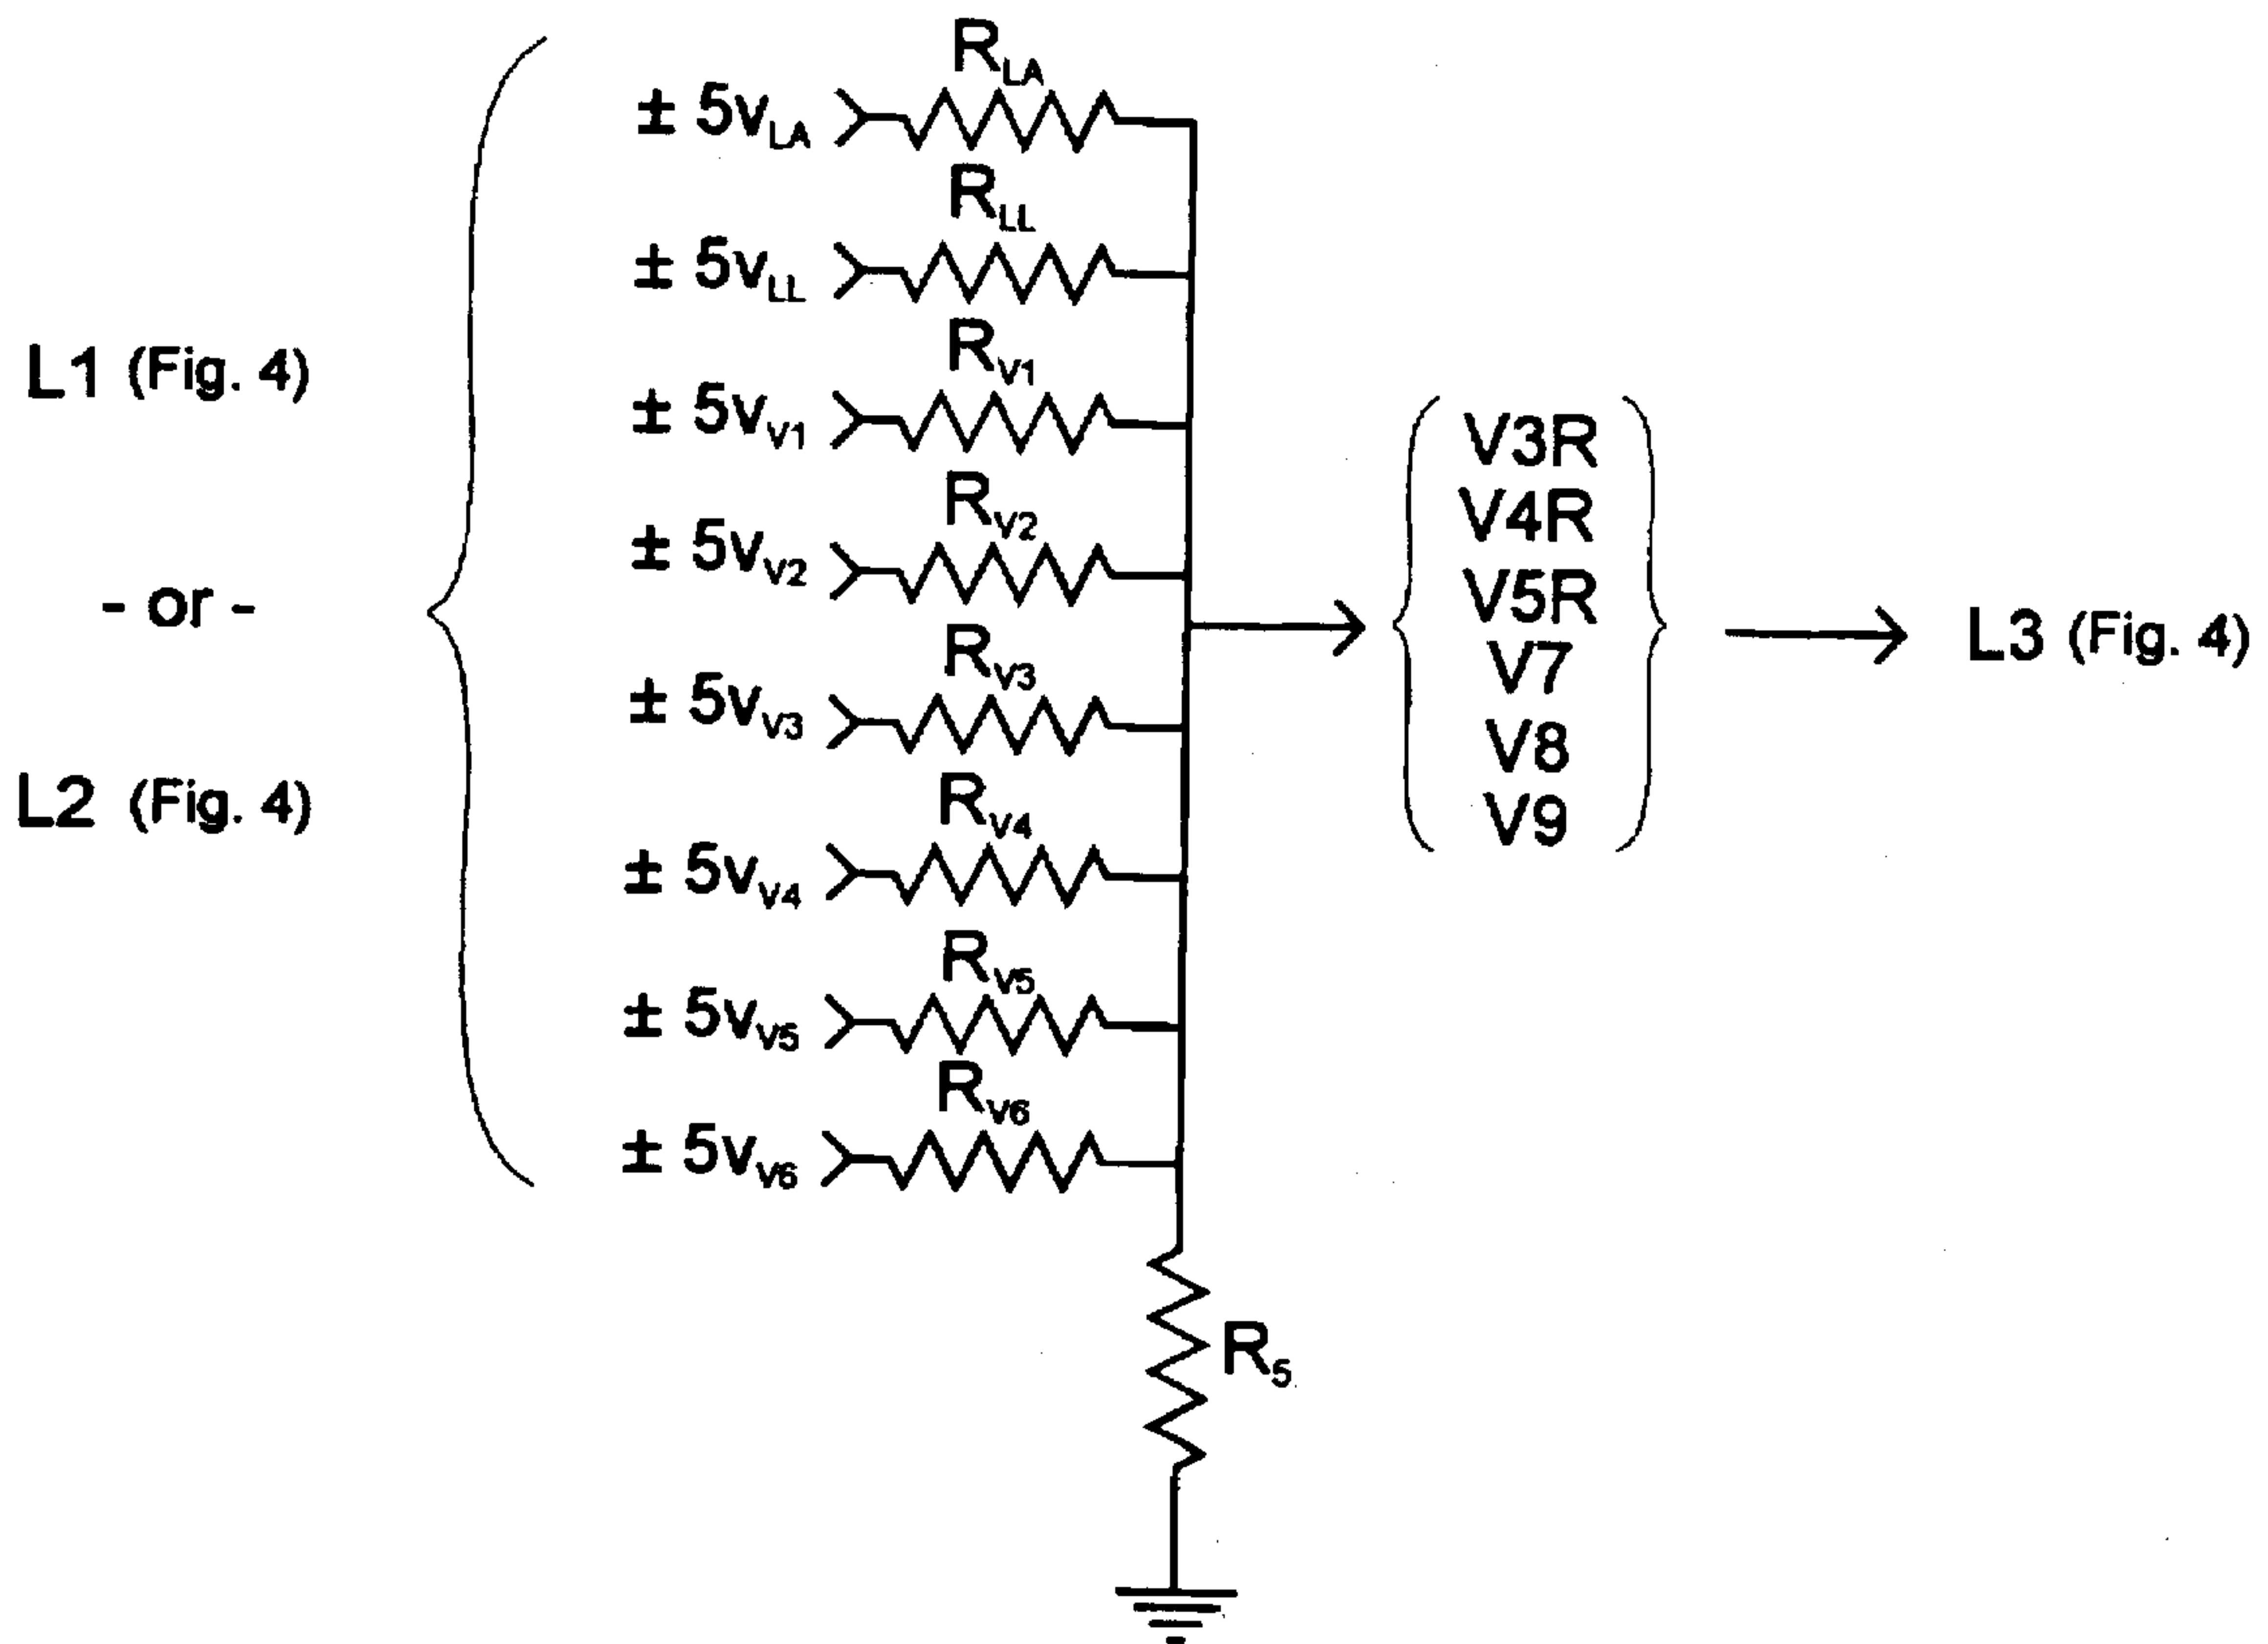 R_LA
± 5v_LA
R_LL
± 5v_LL
R_V1
L1 (Fig. 4)
± 5v_V1
R_V2
± 5v_V2
- or -
R_V3
± 5v_V3
R_V4
L2 (Fig. 4)
± 5v_V4
R_V5
± 5v_V5
R_V6
± 5v_V6
R_5
V3R
V4R
V5R
V7
V8
V9
L3 (Fig. 4)